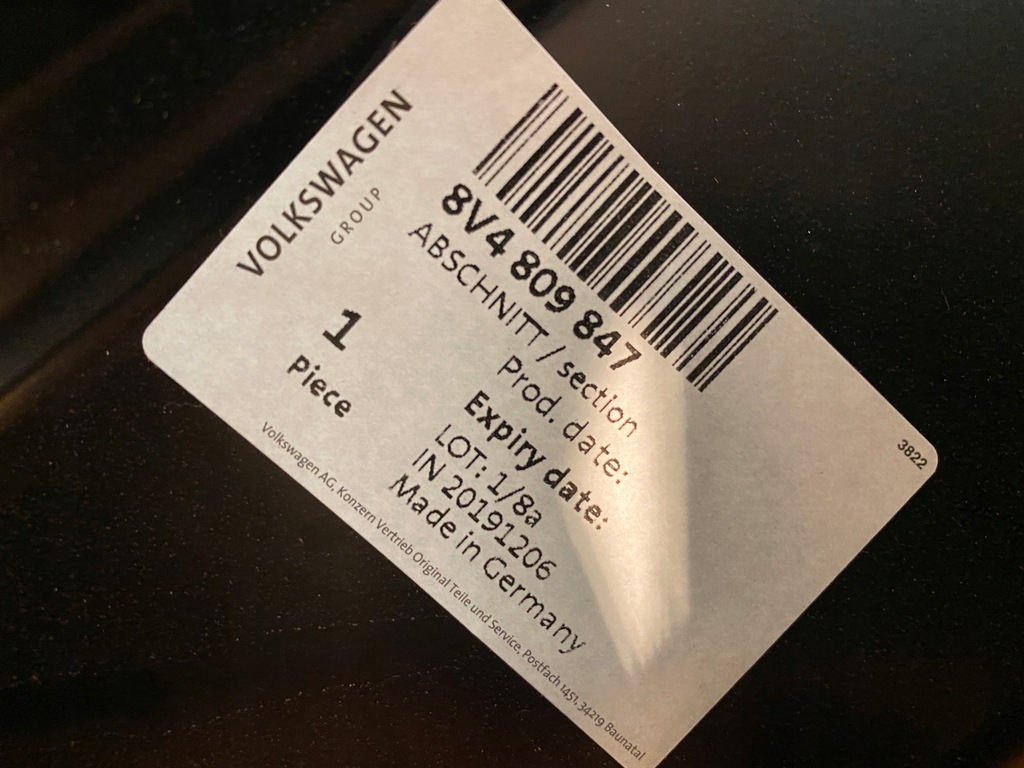 VOLKSWAGEN
GROUP
1
Piece
8V4 809 847
ABSCHNITT / section
Prod. date:
Expiry date:
LOT: 1/8a
IN 20191206
Made in Germany
3822
Volkswagen AG, Konzern Vertrieb Original Teile und Service, Postfach 1451, 34219 Baunatal